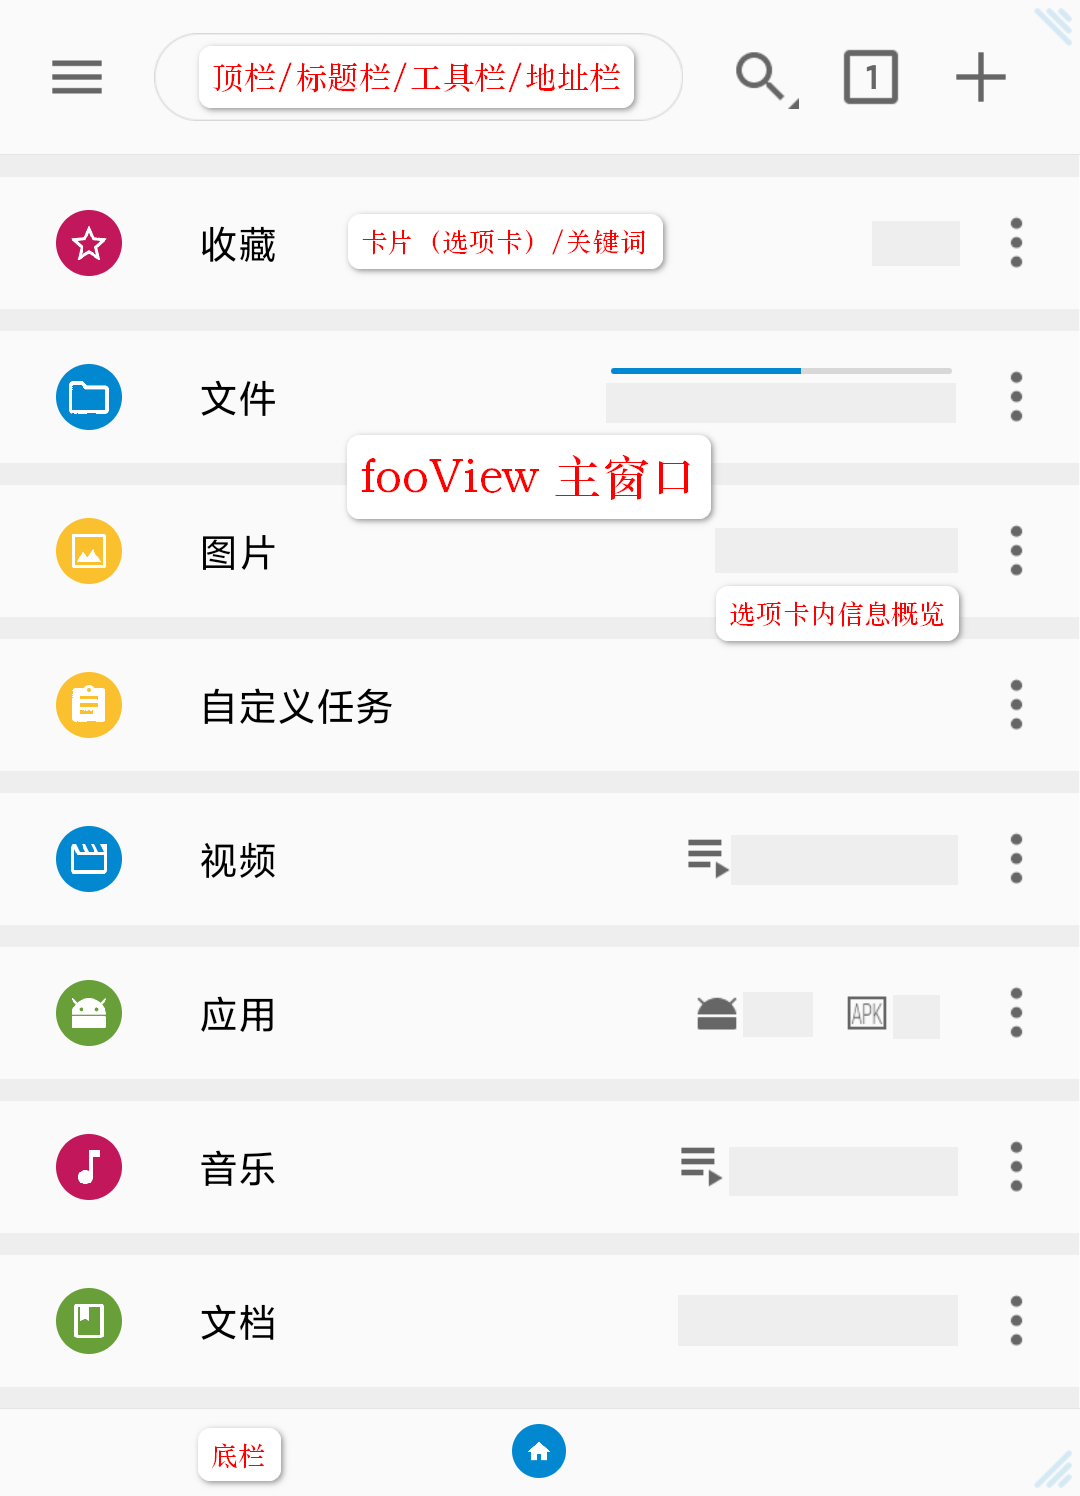 顶栏/标题栏/工具栏/地址栏
1
收藏
卡片（选项卡）/关键词
文件
fooView 主窗口
图片
选项卡内信息概览
自定义任务
视频
应用
APK
音乐
文档
底栏